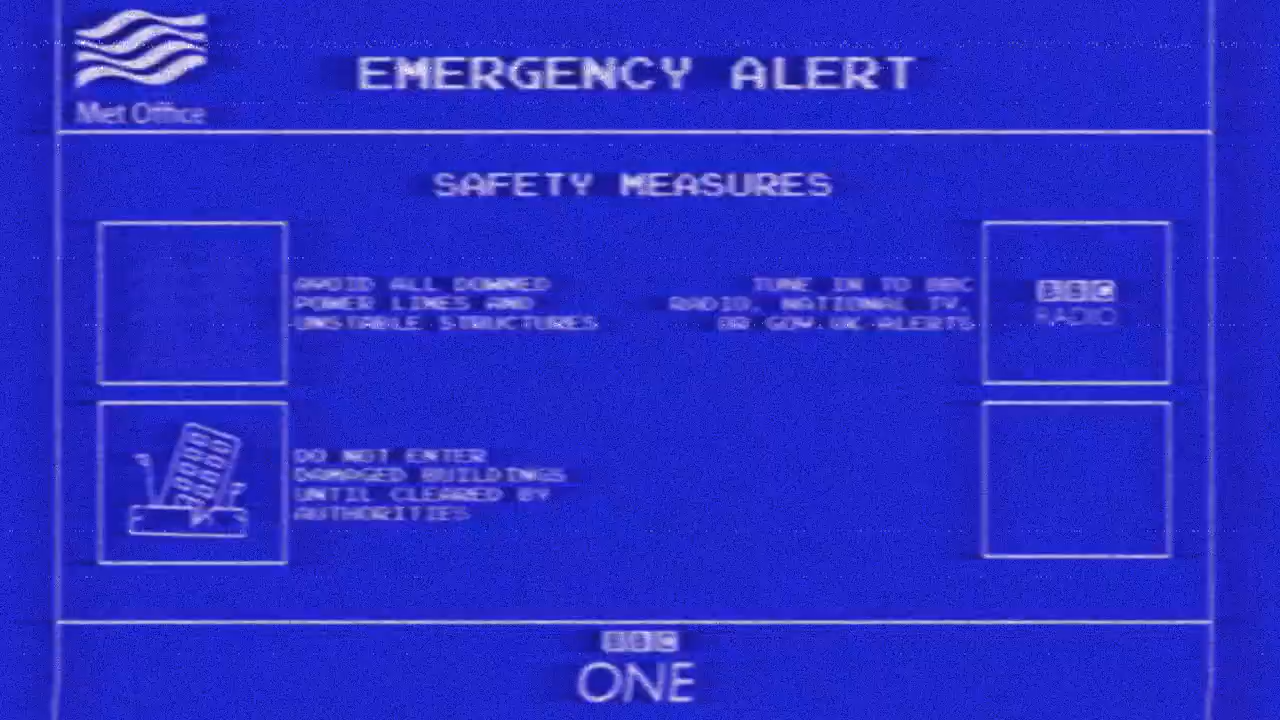 Met Office
EMERGENCY ALERT
SAFETY MEASURES
AVOID ALL DOWNED
POWER LINES AND
UNSTABLE STRUCTURES
TUNE IN TO BBC
RADIO, NATIONAL TV,
OR GOV.UK ALERTS
BBC
RADIO
DO NOT ENTER
DAMAGED BUILDINGS
UNTIL CLEARED BY
AUTHORITIES
BBC
ONE